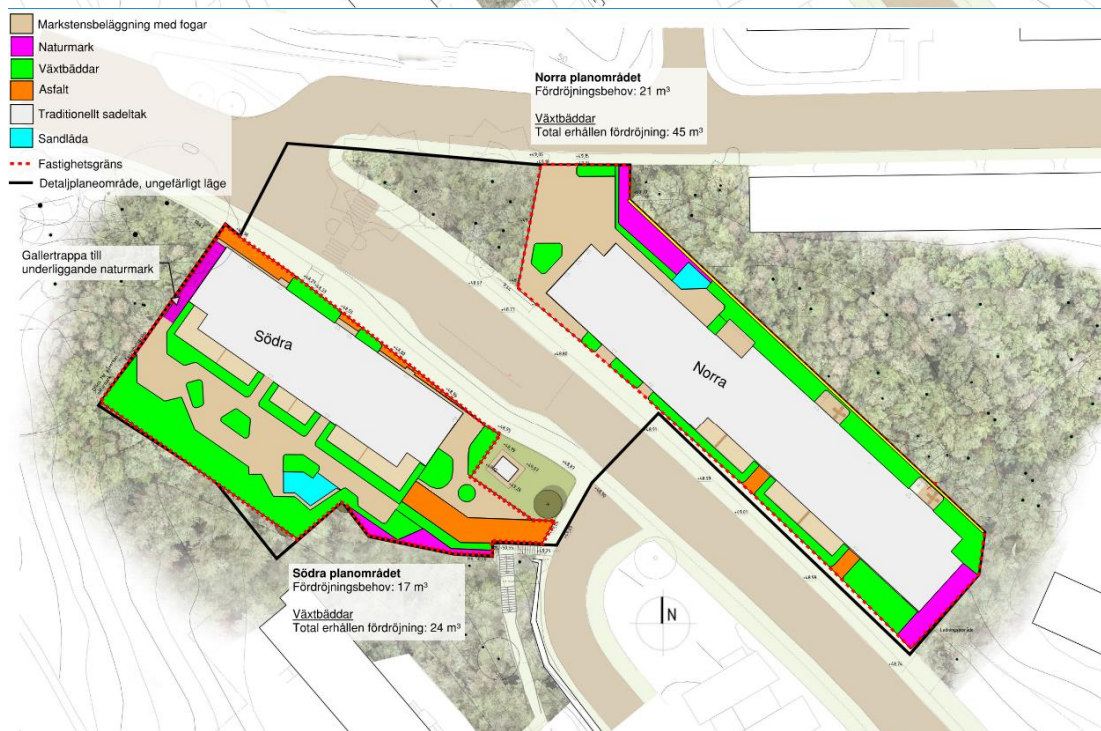 Markstensbeläggning med fogar
Naturmark
Växtbäddar
Asfalt
Traditionellt sadeltak
Sandlåda
Fastighetsgräns
Detaljplaneområde, ungefärligt läge
Norra planområdet
Fördröjningsbehov: 21 m³
Växtbäddar
Total erhållen fördröjning: 45 m³
Gallertrappa till
underliggande naturmark
Södra
Norra
Södra planområdet
Fördröjningsbehov: 17 m³
Växtbäddar
Total erhållen fördröjning: 24 m³
N
50